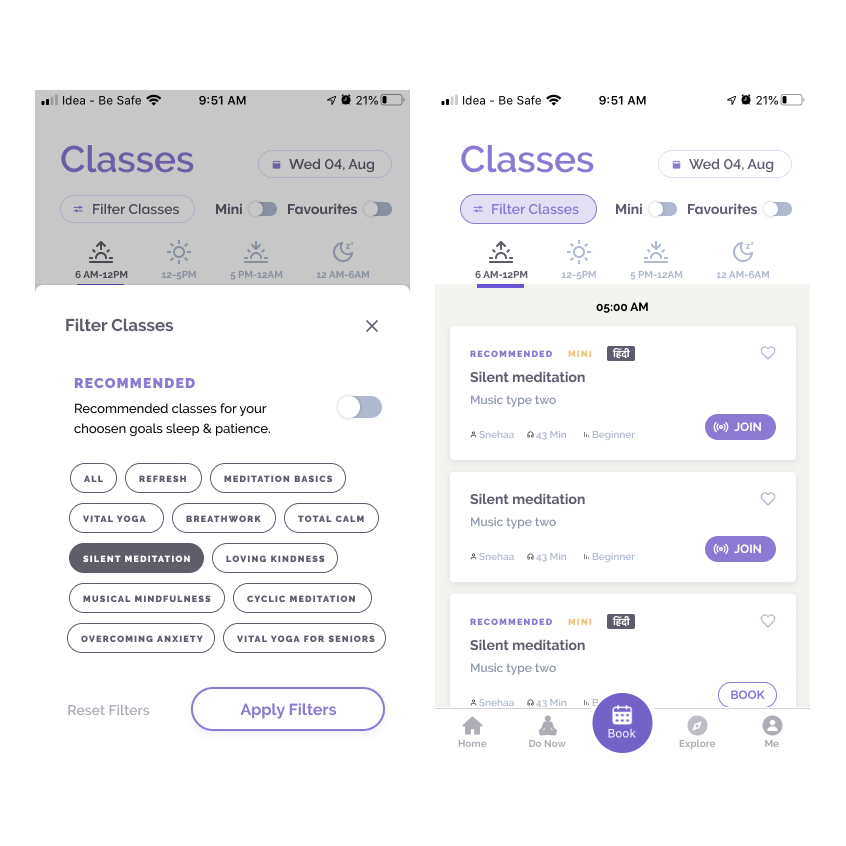 Idea - Be Safe 9:51 AM 21%
Classes
Wed 04, Aug
Filter Classes Mini Favourites
6 AM-12PM 12-5PM 5 PM-12AM 12 AM-6AM
Filter Classes
RECOMMENDED
Recommended classes for your
choosen goals sleep & patience.
ALL REFRESH MEDITATION BASICS
VITAL YOGA BREATHWORK TOTAL CALM
SILENT MEDITATION LOVING KINDNESS
MUSICAL MINDFULNESS CYCLIC MEDITATION
OVERCOMING ANXIETY VITAL YOGA FOR SENIORS
Reset Filters Apply Filters
Idea - Be Safe 9:51 AM 21%
Classes
Wed 04, Aug
Filter Classes Mini Favourites
6 AM-12PM 12-5PM 5 PM-12AM 12 AM-6AM
05:00 AM
RECOMMENDED MINI हिंदी
Silent meditation
Music type two
JOIN
Snehaa 43 Min Beginner
Silent meditation
Music type two
JOIN
Snehaa 43 Min Beginner
RECOMMENDED MINI हिंदी
Silent meditation
Music type two
BOOK
Snehaa 43 Min
Home Do Now Book Explore Me